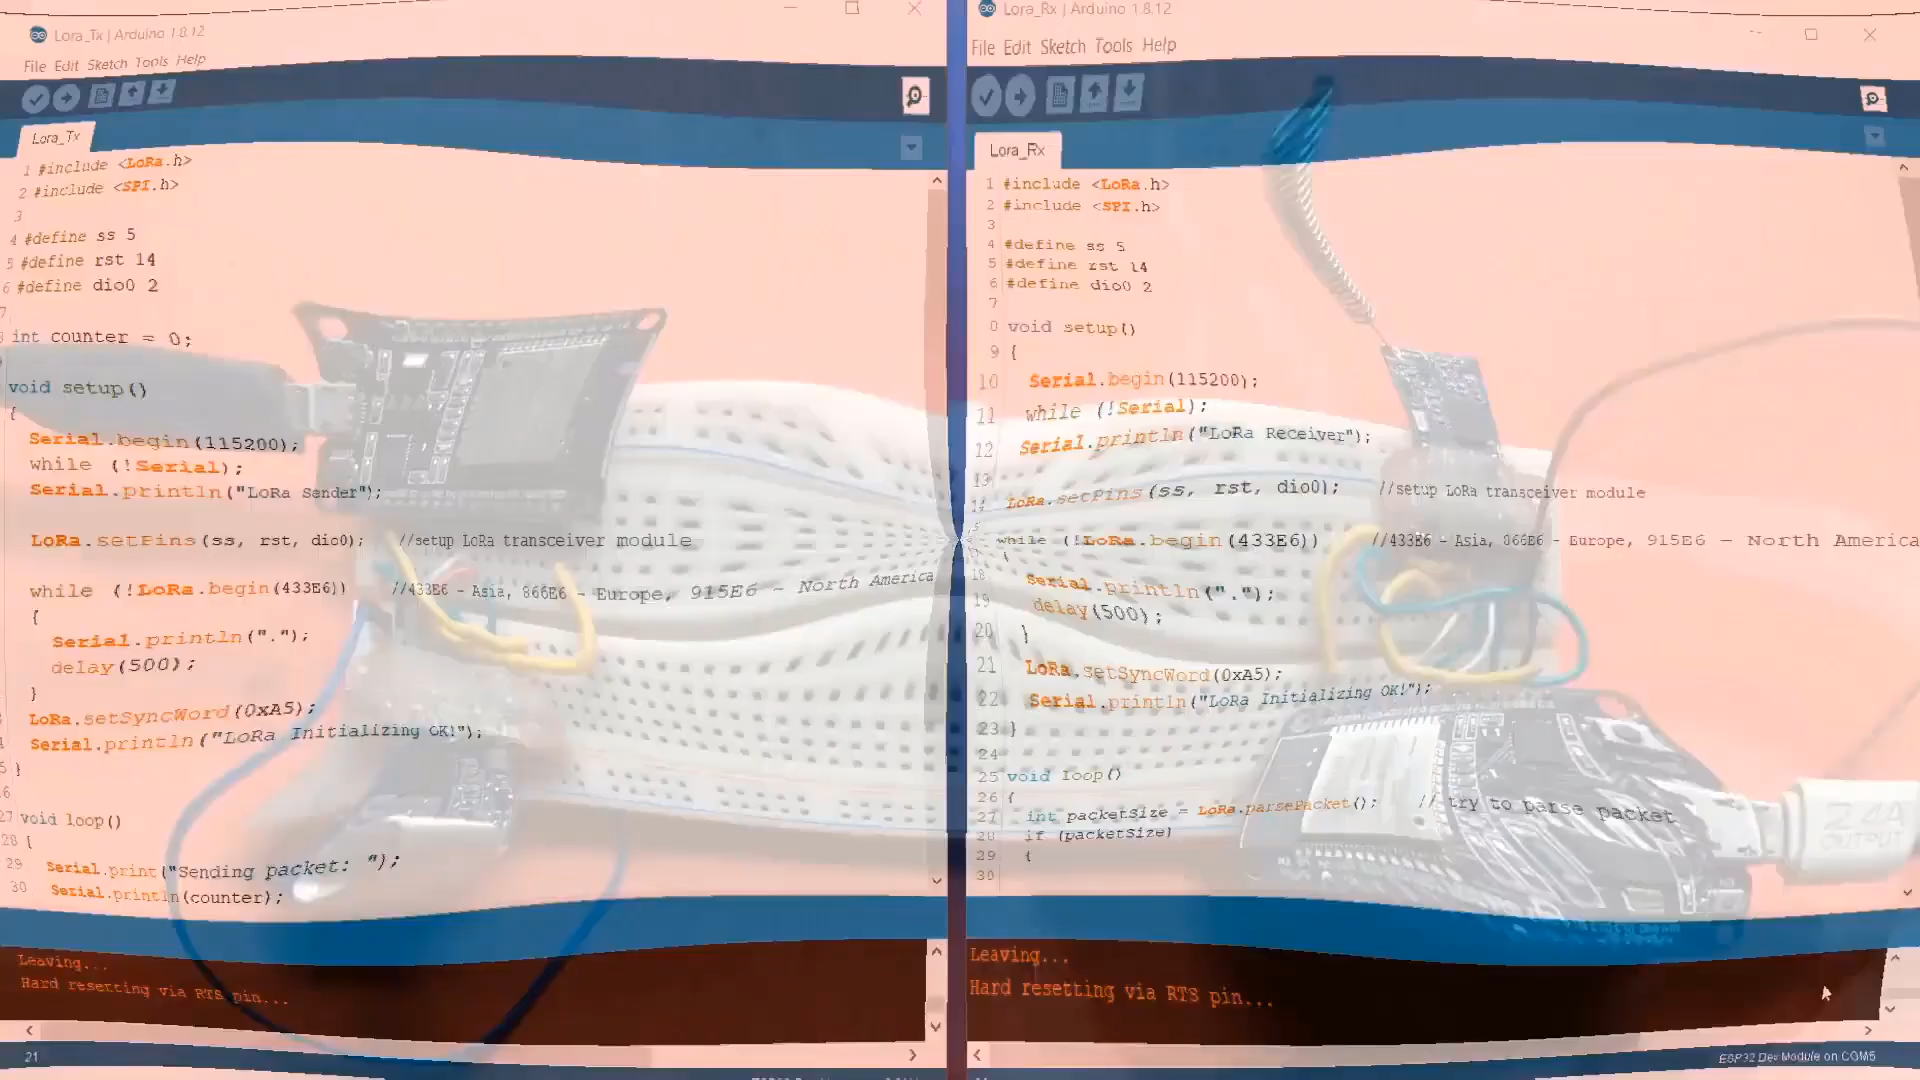 Lora_Tx | Arduino 1.8.12
File Edit Sketch Tools Help
Lora_Tx
1 #include <LoRa.h>
2 #include <SPI.h>
3
4 #define ss 5
5 #define rst 14
6 #define dio0 2
7
int counter = 0;
void setup()
{
Serial.begin(115200);
while (!Serial);
Serial.println("LoRa Sender");
LoRa.setPins(ss, rst, dio0); //setup LoRa transceiver module
while (!LoRa.begin(433E6)) //433E6 - Asia, 866E6 - Europe, 915E6 - North America
{
Serial.println(".");
delay(500);
}
LoRa.setSyncWord(0xA5);
Serial.println("LoRa Initializing OK!");
5 }
6
27 void loop()
28 {
29 Serial.print("Sending packet: ");
30 Serial.println(counter);
Leaving...
Hard resetting via RTS pin...
21
Lora_Rx | Arduino 1.8.12
File Edit Sketch Tools Help
Lora_Rx
1 #include <LoRa.h>
2 #include <SPI.h>
3
4 #define ss 5
5 #define rst 14
6 #define dio0 2
7
void setup()
9 {
10 Serial.begin(115200);
11 while (!Serial);
12 Serial.println("LoRa Receiver");
13
14 LoRa.setPins(ss, rst, dio0); //setup LoRa transceiver module
while (!LoRa.begin(433E6)) //433E6 - Asia, 866E6 - Europe, 915E6 - North America
{
18 Serial.println(".");
19 delay(500);
20 }
21 LoRa.setSyncWord(0xA5);
22 Serial.println("LoRa Initializing OK!");
23 }
24
25 void loop()
26 {
27 int packetSize = LoRa.parsePacket(); // try to parse packet
28 if (packetSize)
29 {
30
2.4A
OUTPUT
Leaving...
Hard resetting via RTS pin...
ESP32 Dev Module on COM5